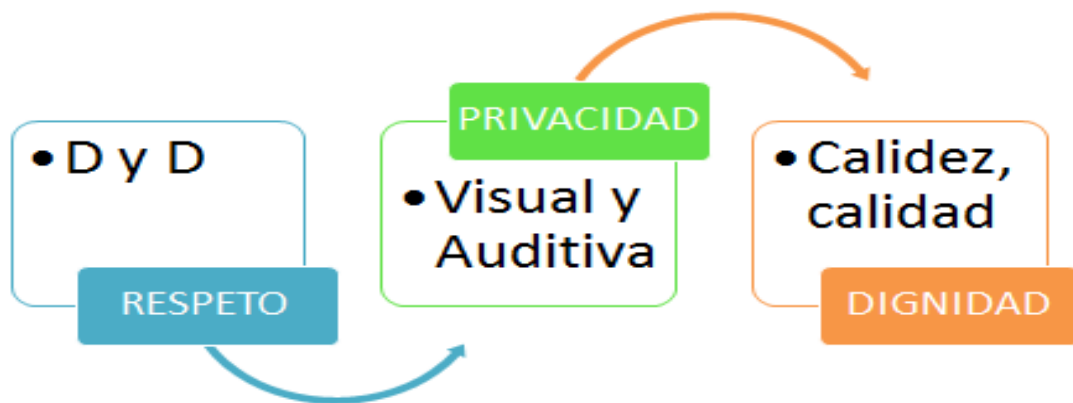 • D y D
RESPETO
PRIVACIDAD
• Visual y
Auditiva
• Calidez,
calidad
DIGNIDAD